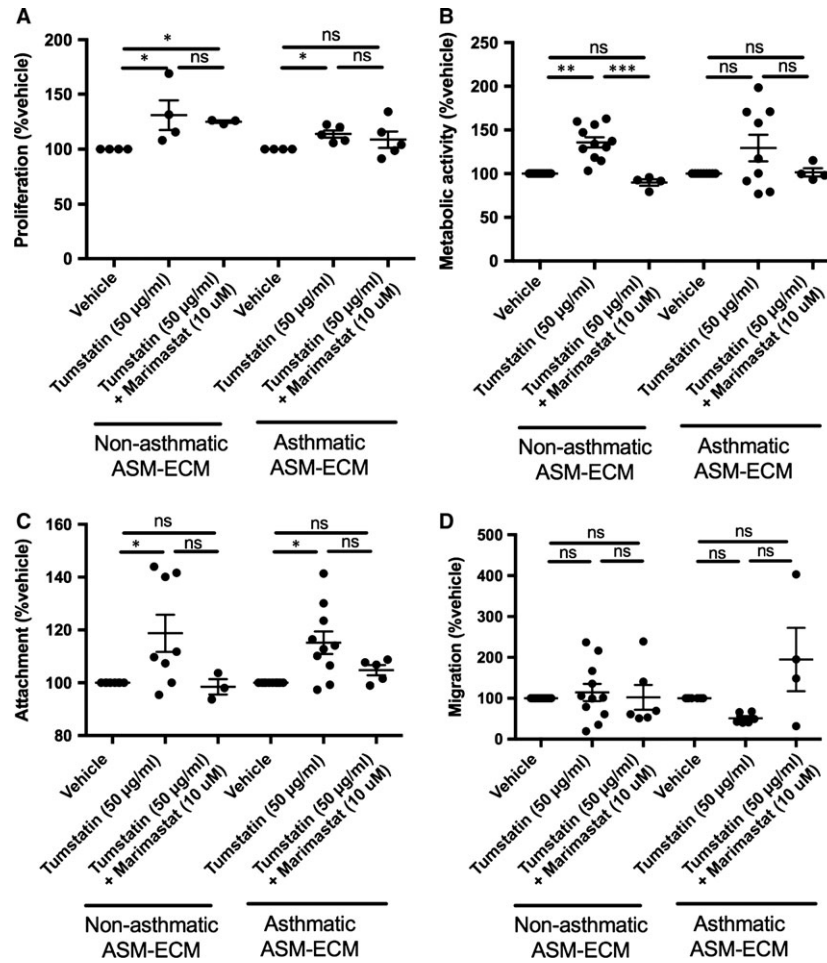 A
Proliferation (%vehicle)
200
150
100
50
0
*
*
ns
ns
*
ns
Vehicle
Tumstatin (50 µg/ml)
Tumstatin (50 µg/ml)
+ Marimastat (10 uM)
Vehicle
Tumstatin (50 µg/ml)
Tumstatin (50 µg/ml)
+ Marimastat (10 uM)
Non-asthmatic
ASM-ECM
Asthmatic
ASM-ECM
B
Metabolic activity (%vehicle)
250
200
150
100
50
0
ns
**
***
ns
ns
ns
Vehicle
Tumstatin (50 µg/ml)
Tumstatin (50 µg/ml)
+ Marimastat (10 uM)
Vehicle
Tumstatin (50 µg/ml)
Tumstatin (50 µg/ml)
+ Marimastat (10 uM)
Non-asthmatic
ASM-ECM
Asthmatic
ASM-ECM
C
Attachment (%vehicle)
160
140
120
100
80
ns
*
ns
ns
*
ns
Vehicle
Tumstatin (50 µg/ml)
Tumstatin (50 µg/ml)
+ Marimastat (10 uM)
Vehicle
Tumstatin (50 µg/ml)
Tumstatin (50 µg/ml)
+ Marimastat (10 uM)
Non-asthmatic
ASM-ECM
Asthmatic
ASM-ECM
D
Migration (%vehicle)
500
400
300
200
100
0
ns
ns
ns
ns
ns
ns
Vehicle
Tumstatin (50 µg/ml)
Tumstatin (50 µg/ml)
+ Marimastat (10 uM)
Vehicle
Tumstatin (50 µg/ml)
Tumstatin (50 µg/ml)
+ Marimastat (10 uM)
Non-asthmatic
ASM-ECM
Asthmatic
ASM-ECM